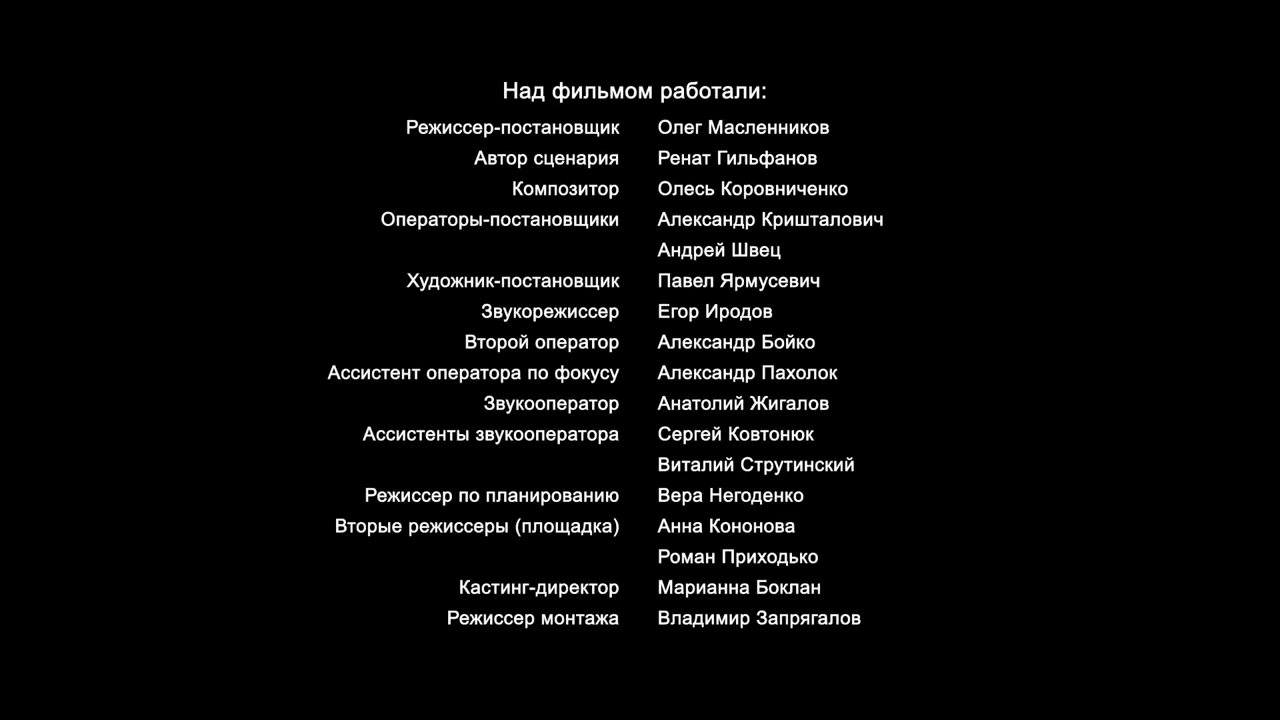 Над фильмом работали:
Режиссер-постановщик Олег Масленников
Автор сценария Ренат Гильфанов
Композитор Олесь Коровниченко
Операторы-постановщики Александр Кришталович
Андрей Швец
Художник-постановщик Павел Ярмусевич
Звукорежиссер Егор Иродов
Второй оператор Александр Бойко
Ассистент оператора по фокусу Александр Пахолок
Звукооператор Анатолий Жигалов
Ассистенты звукооператора Сергей Ковтонюк
Виталий Струтинский
Режиссер по планированию Вера Негоденко
Вторые режиссеры (площадка) Анна Кононова
Роман Приходько
Кастинг-директор Марианна Боклан
Режиссер монтажа Владимир Запрягалов